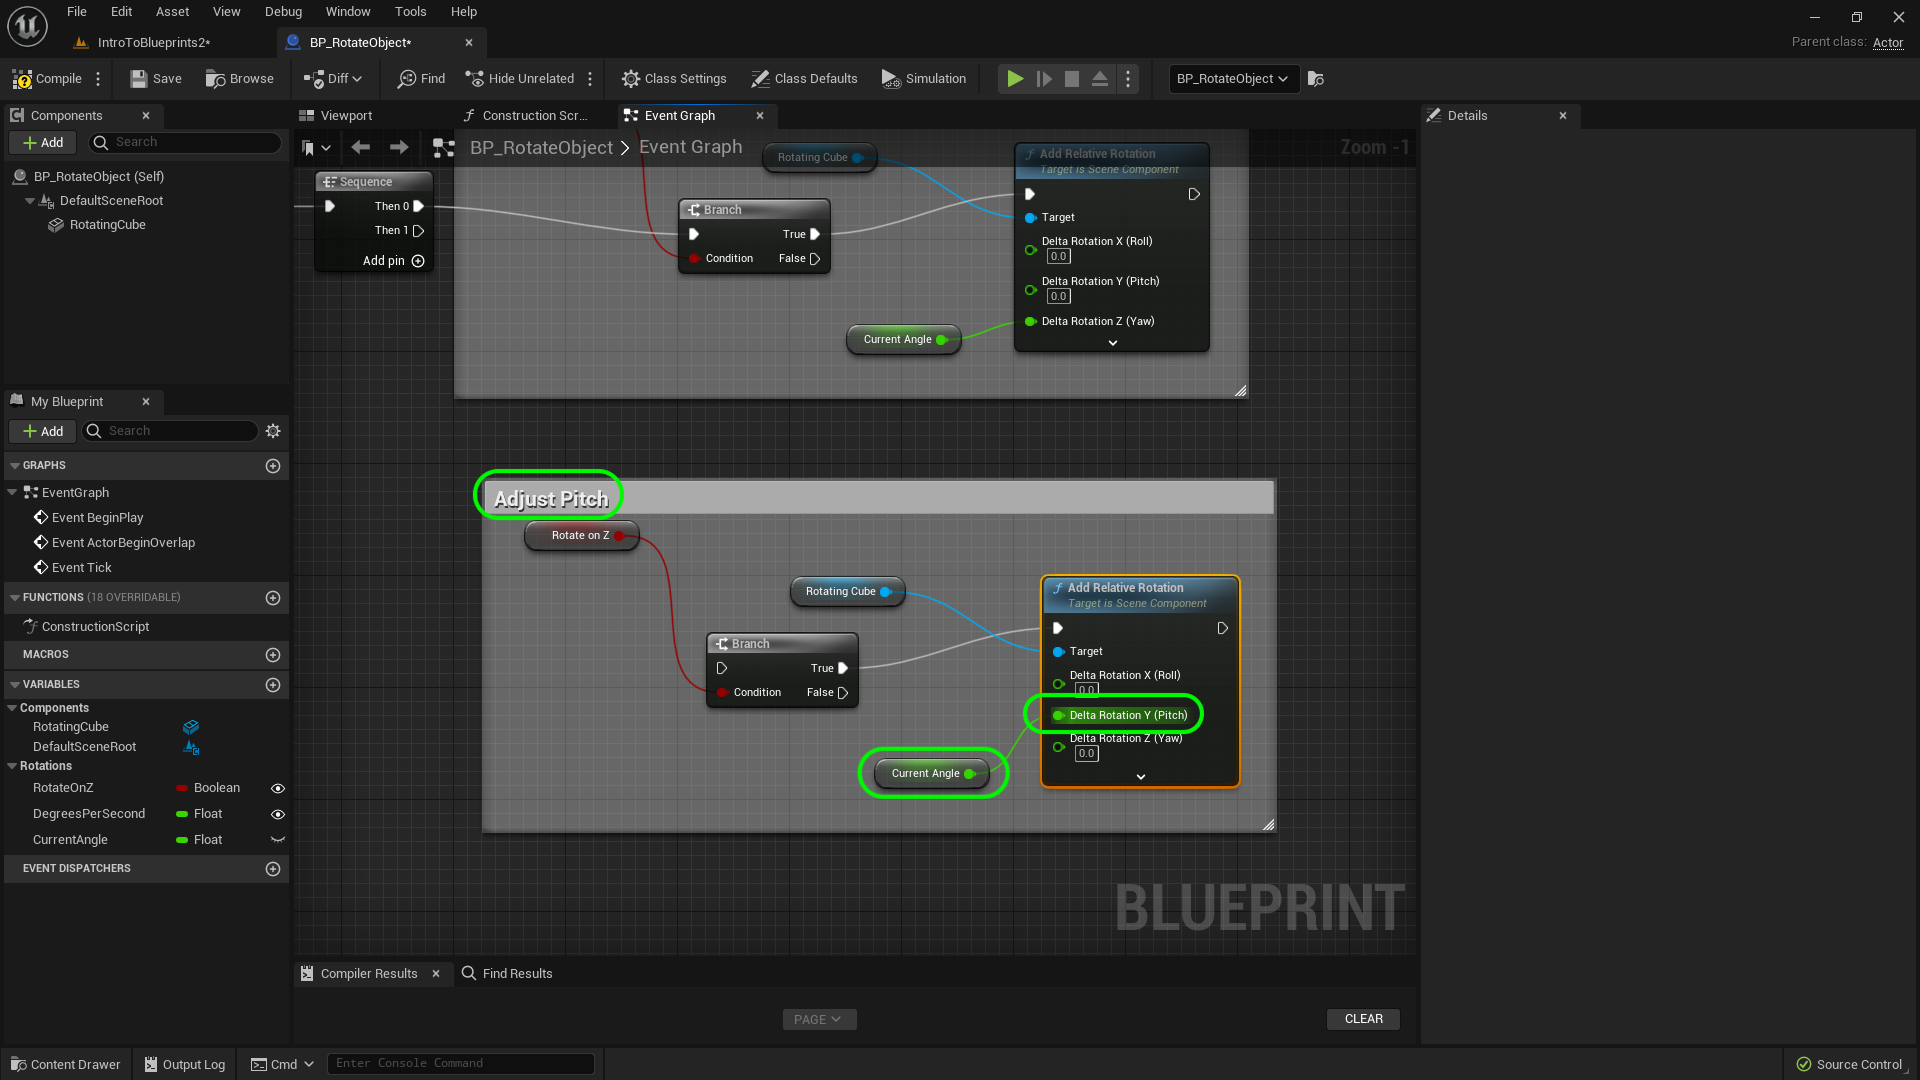 File Edit Asset View Debug Window Tools Help
IntroToBlueprints2* BP_RotateObject*
Parent class: Actor
Compile Save Browse Diff Find Hide Unrelated Class Settings Class Defaults Simulation BP_RotateObject
Components
Add Search
BP_RotateObject (Self)
DefaultSceneRoot
RotatingCube
My Blueprint
Add Search
GRAPHS
EventGraph
Event BeginPlay
Event ActorBeginOverlap
Event Tick
FUNCTIONS (18 OVERRIDABLE)
ConstructionScript
MACROS
VARIABLES
Components
RotatingCube
DefaultSceneRoot
Rotations
RotateOnZ Boolean
DegreesPerSecond Float
CurrentAngle Float
EVENT DISPATCHERS
Viewport Construction Scr... Event Graph
BP_RotateObject > Event Graph
Zoom -1
Sequence
Then 0
Then 1
Add pin
Rotating Cube
Branch
True
Condition False
Current Angle
Add Relative Rotation
Target is Scene Component
Target
Delta Rotation X (Roll)
0.0
Delta Rotation Y (Pitch)
0.0
Delta Rotation Z (Yaw)
Adjust Pitch
Rotate on Z
Rotating Cube
Branch
True
Condition False
Current Angle
Add Relative Rotation
Target is Scene Component
Target
Delta Rotation X (Roll)
0.0
Delta Rotation Y (Pitch)
Delta Rotation Z (Yaw)
0.0
BLUEPRINT
Compiler Results Find Results
PAGE CLEAR
Details
Content Drawer Output Log Cmd Enter Console Command Source Control